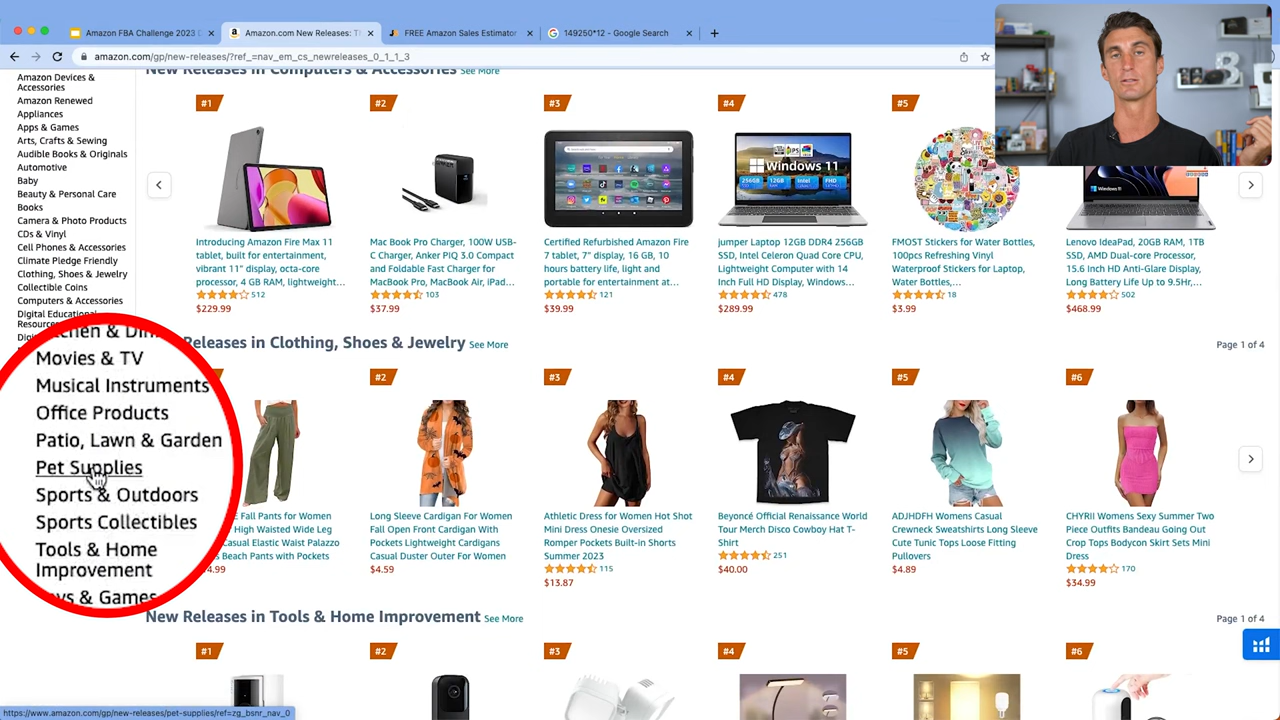 Amazon FBA Challenge 2023 D
Amazon.com New Releases: Th
FREE Amazon Sales Estimator
149250*12 - Google Search
amazon.com/gp/new-releases/?ref_=nav_em_cs_newreleases_0_1_1_3
Amazon Devices &
Accessories
Amazon Renewed
Appliances
Apps & Games
Arts, Crafts & Sewing
Audible Books & Originals
Automotive
Baby
Beauty & Personal Care
Books
Camera & Photo Products
CDs & Vinyl
Cell Phones & Accessories
Climate Pledge Friendly
Clothing, Shoes & Jewelry
Collectible Coins
Computers & Accessories
Digital Educational
Resources
Movies & TV
Musical Instruments
Office Products
Patio, Lawn & Garden
Pet Supplies
Sports & Outdoors
Sports Collectibles
Tools & Home
Improvement
New Releases in Computers & Accessories See More
#1
#2
#3
#4
#5
Windows 11
Introducing Amazon Fire Max 11
tablet, built for entertainment,
vibrant 11" display, octa-core
processor, 4 GB RAM, lightweight...
512
$229.99
Mac Book Pro Charger, 100W USB-
C Charger, Anker PIQ 3.0 Compact
and Foldable Fast Charger for
MacBook Pro, MacBook Air, iPad...
103
$37.99
Certified Refurbished Amazon Fire
7 tablet, 7" display, 16 GB, 10
hours battery life, light and
portable for entertainment at...
121
$39.99
jumper Laptop 12GB DDR4 256GB
SSD, Intel Celeron Quad Core CPU,
Lightweight Computer with 14
Inch Full HD Display, Windows...
478
$289.99
FMOST Stickers for Water Bottles,
100pcs Refreshing Vinyl
Waterproof Stickers for Laptop,
Water Bottles,...
18
$3.99
Lenovo IdeaPad, 20GB RAM, 1TB
SSD, AMD Dual-core Processor,
15.6 Inch HD Anti-Glare Display,
Long Battery Life Up to 9.5Hr,...
502
$468.99
Releases in Clothing, Shoes & Jewelry See More
Page 1 of 4
#2
#3
#4
#5
#6
Fall Pants for Women
High Waisted Wide Leg
Casual Elastic Waist Palazzo
Beach Pants with Pockets
4.99
Long Sleeve Cardigan For Women
Fall Open Front Cardigan With
Pockets Lightweight Cardigans
Casual Duster Outer For Women
$4.59
Athletic Dress for Women Hot Shot
Mini Dress Onesie Oversized
Romper Pockets Built-in Shorts
Summer 2023
115
$13.87
Beyoncé Official Renaissance World
Tour Merch Disco Cowboy Hat T-
Shirt
251
$40.00
ADJHDFH Womens Casual
Crewneck Sweatshirts Long Sleeve
Cute Tunic Tops Loose Fitting
Pullovers
$4.89
CHYRII Womens Sexy Summer Two
Piece Outfits Bandeau Going Out
Crop Tops Bodycon Skirt Sets Mini
Dress
170
$34.99
New Releases in Tools & Home Improvement See More
Page 1 of 4
#1
#2
#3
#4
#5
#6
https://www.amazon.com/gp/new-releases/pet-supplies/ref=zg_bsnr_nav_0